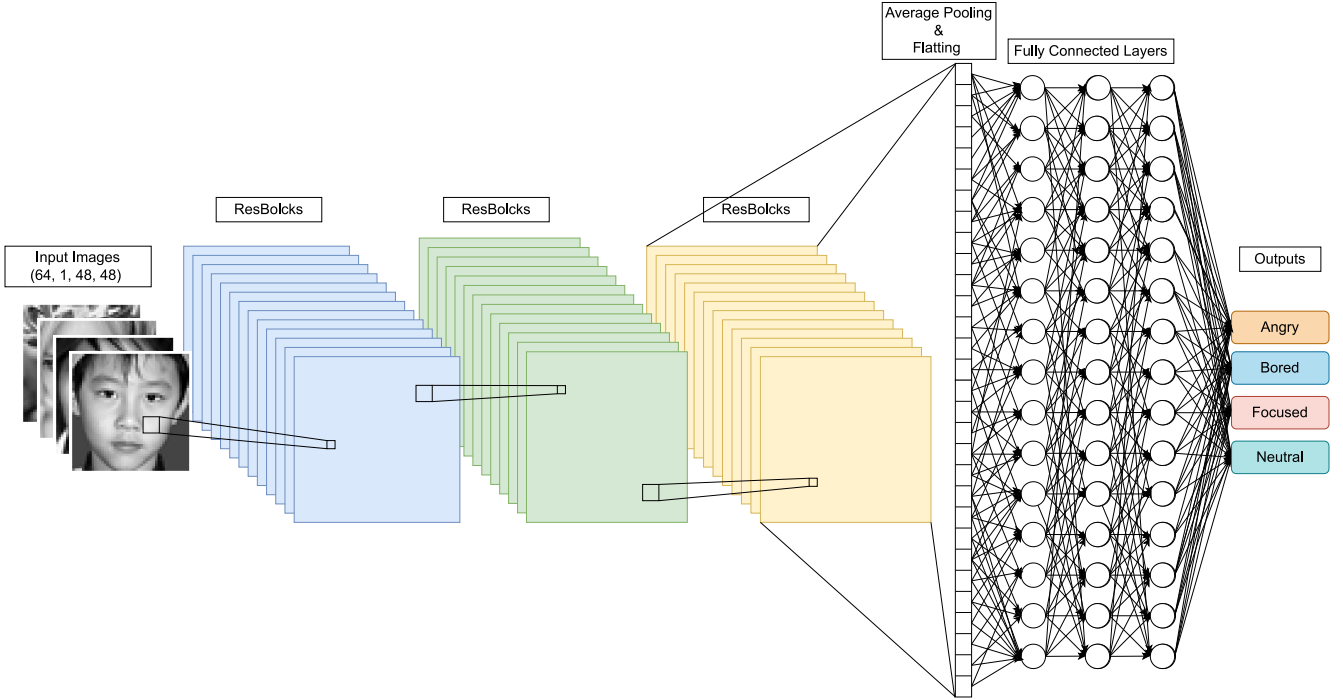 Average Pooling
&
Flatting
Fully Connected Layers
ResBolcks
ResBolcks
ResBolcks
Input Images
(64, 1, 48, 48)
Outputs
Angry
Bored
Focused
Neutral